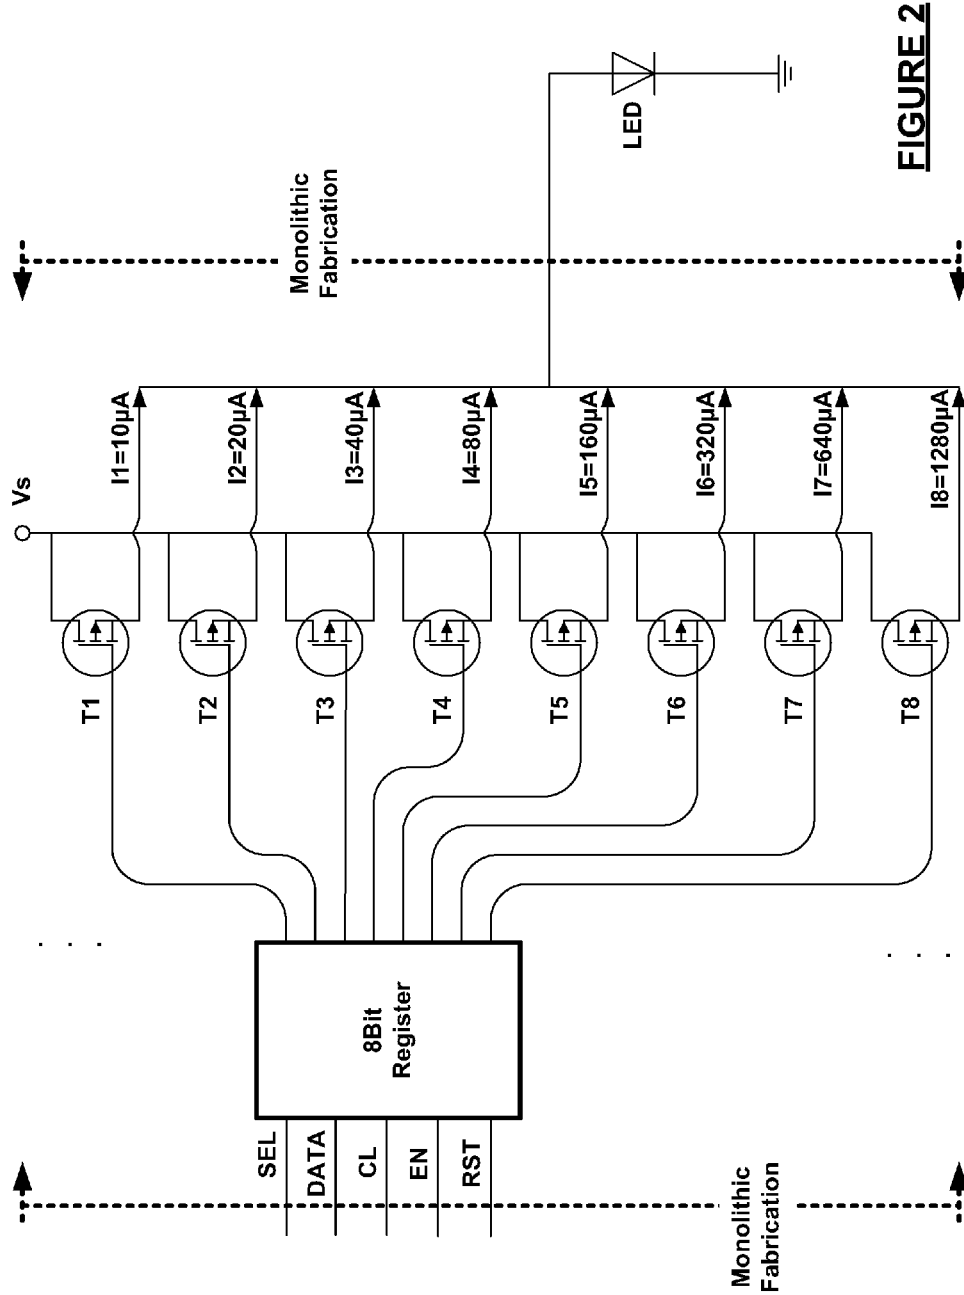 Vs
T1
I1=10µA
T2
I2=20µA
T3
I3=40µA
T4
I4=80µA
T5
I5=160µA
T6
I6=320µA
T7
I7=640µA
T8
I8=1280µA
8Bit
Register
SEL
DATA
CL
EN
RST
Monolithic
Fabrication
Monolithic
Fabrication
LED
FIGURE 2